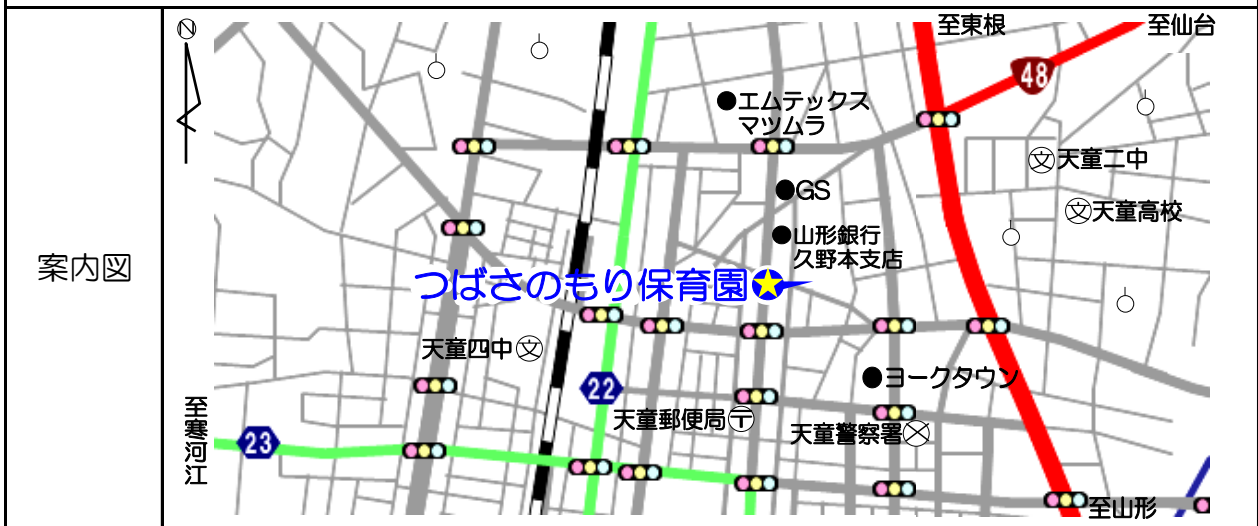 案内図
N
至東根
至仙台
48
エムテックス
マツムラ
文天童二中
GS
文天童高校
山形銀行
久野本支店
つばさのもり保育園
天童四中文
ヨークタウン
22
天童郵便局〒
天童警察署
至寒河江
23
至山形